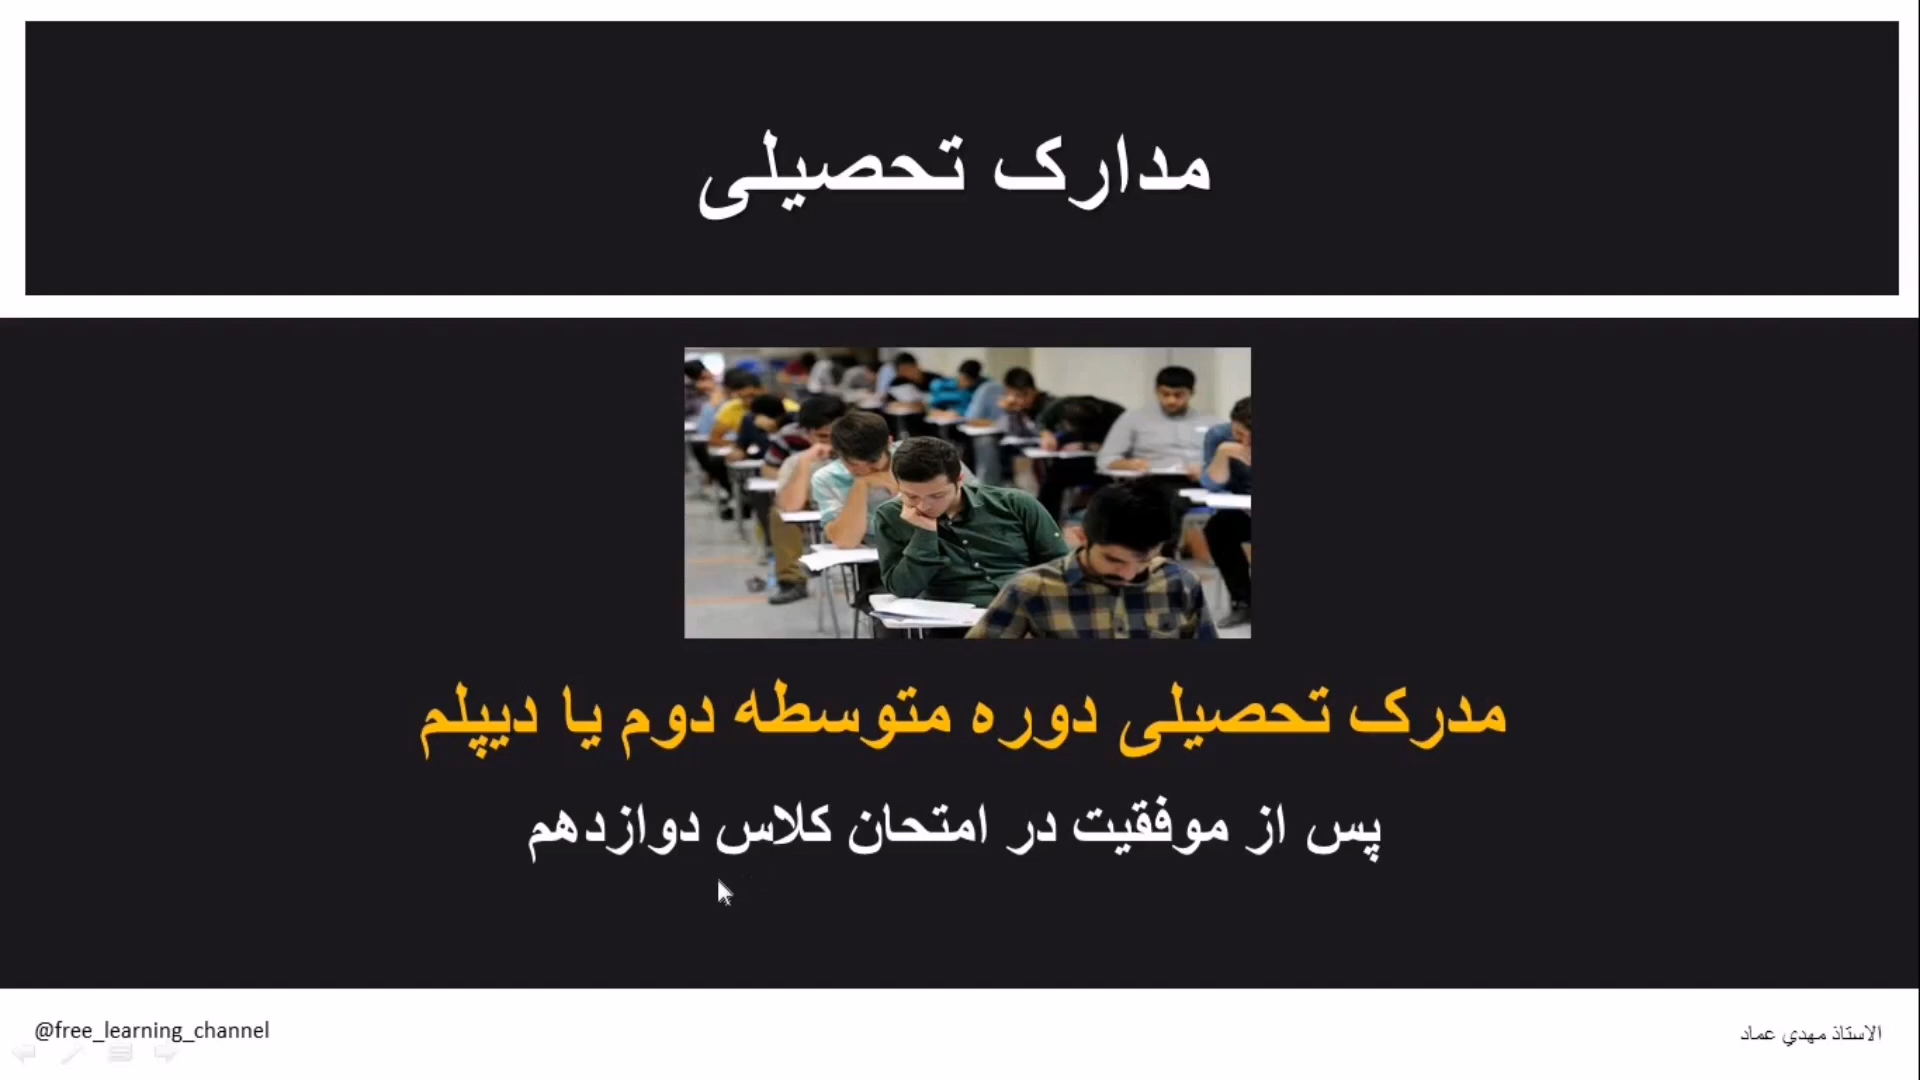 مدارک تحصیلی
مدرک تحصیلی دوره متوسطه دوم یا دیپلم
پس از موفقیت در امتحان کلاس دوازدهم
@free_learning_channel
الاستاذ مهدي عماد